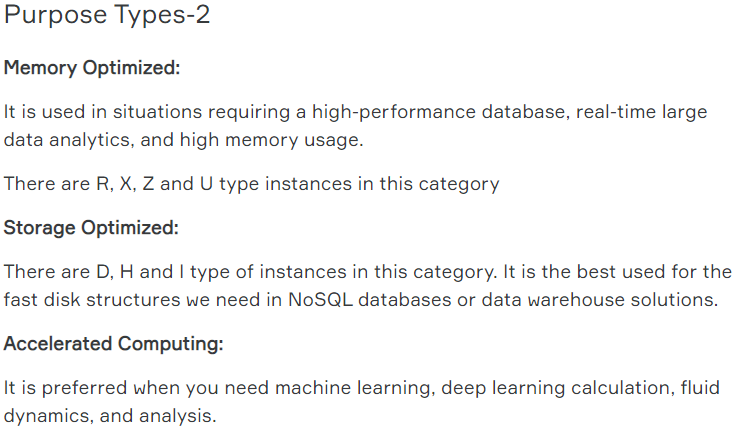 Purpose Types-2
Memory Optimized:
It is used in situations requiring a high-performance database, real-time large
data analytics, and high memory usage.
There are R, X, Z and U type instances in this category
Storage Optimized:
There are D, H and I type of instances in this category. It is the best used for the
fast disk structures we need in NoSQL databases or data warehouse solutions.
Accelerated Computing:
It is preferred when you need machine learning, deep learning calculation, fluid
dynamics, and analysis.